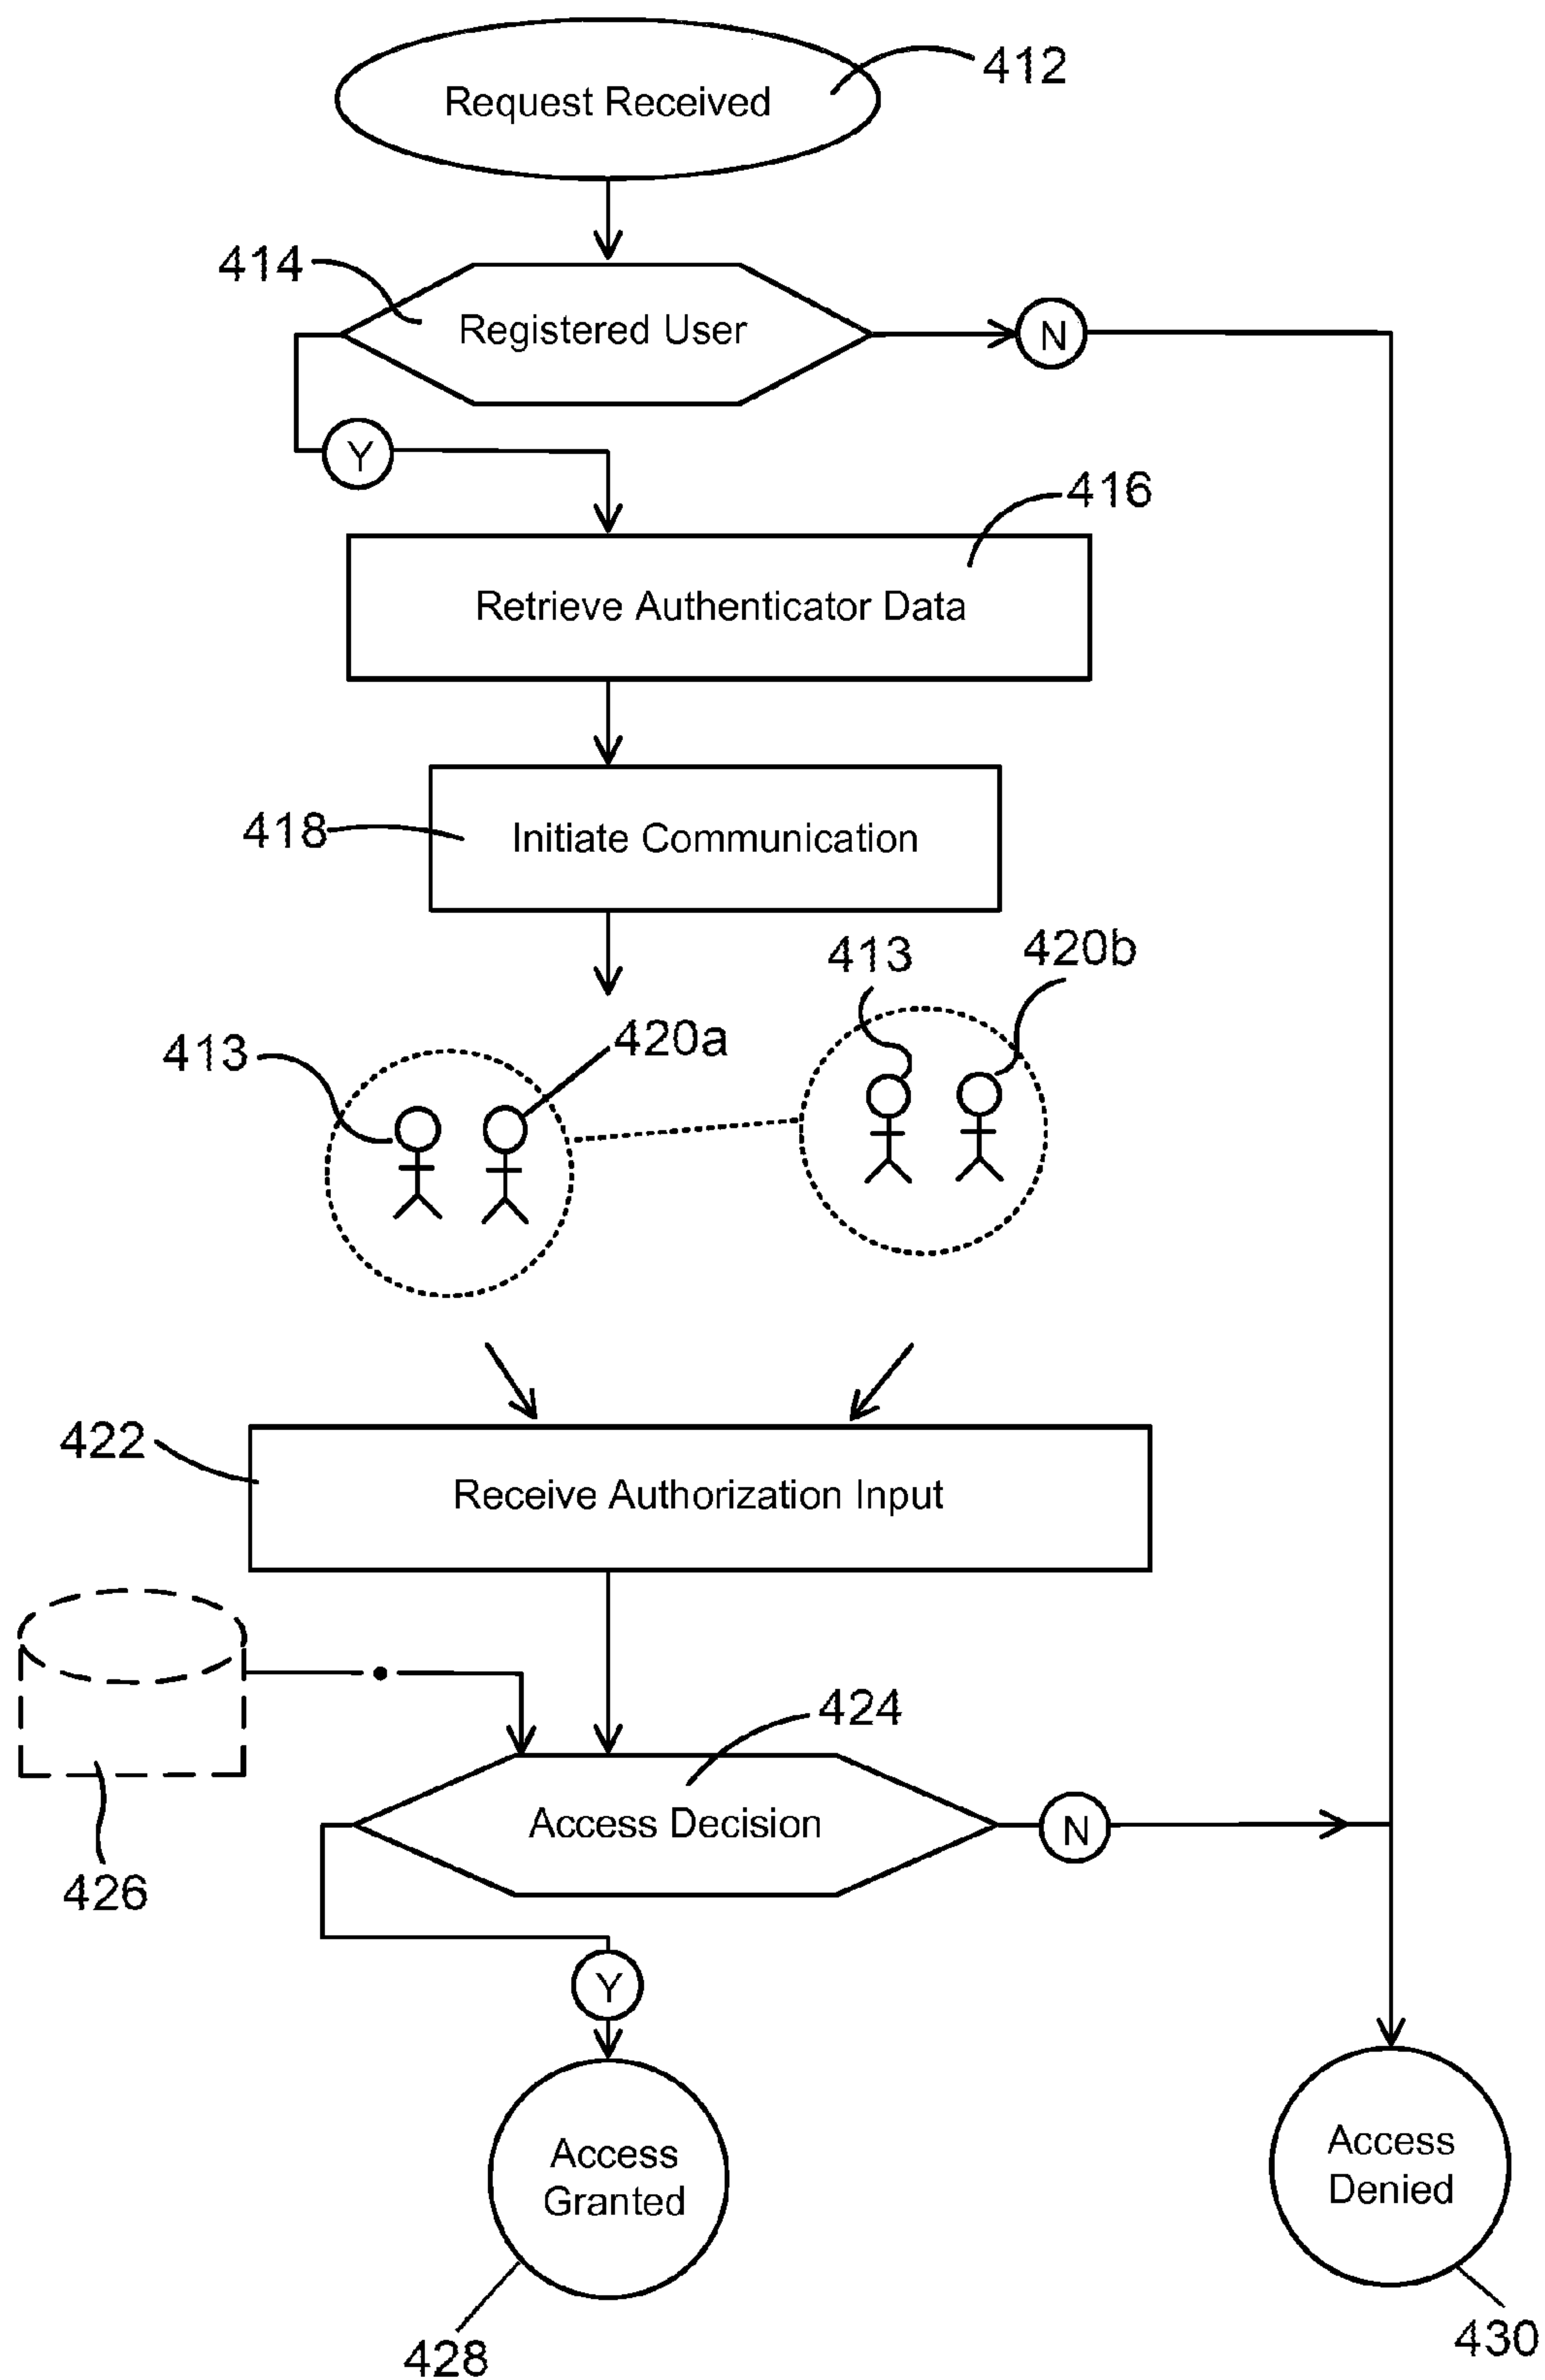 412
Request Received
414
Registered User
N
Y
416
Retrieve Authenticator Data
418
Initiate Communication
413
420b
413
420a
422
Receive Authorization Input
424
Access Decision
N
426
Y
Access
Granted
Access
Denied
428
430